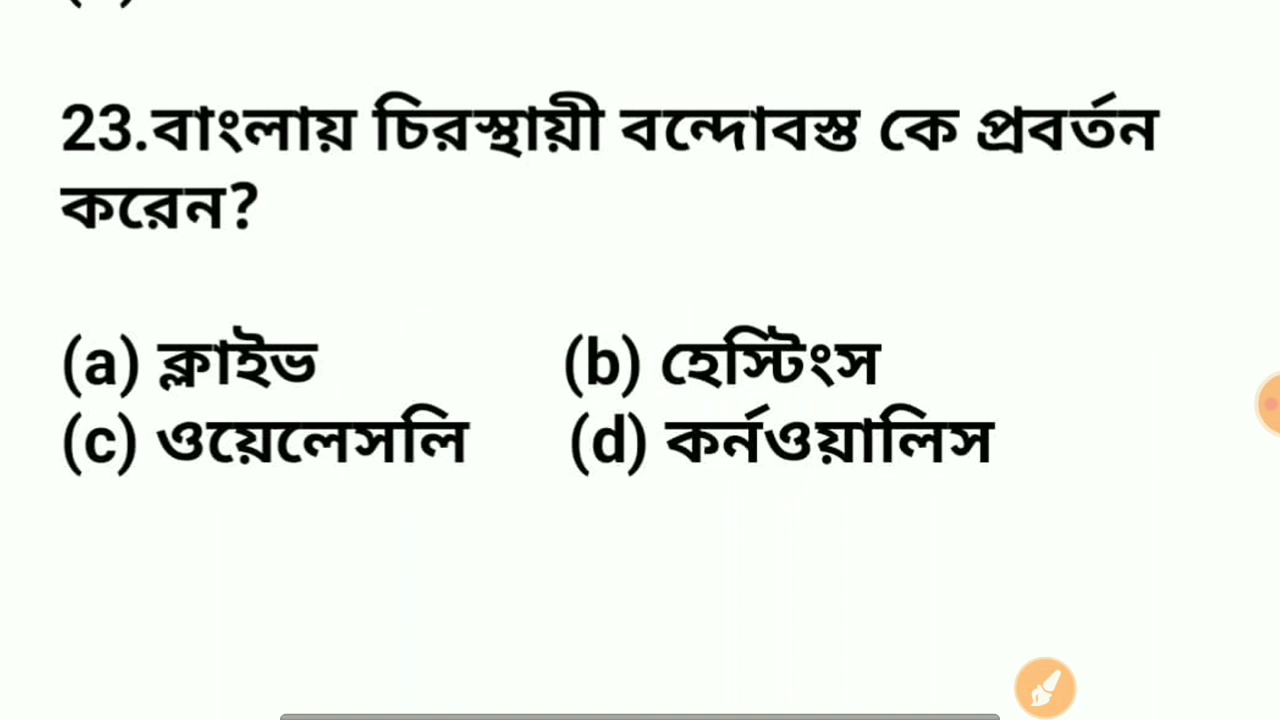 23.বাংলায় চিরস্থায়ী বন্দোবস্ত কে প্রবর্তন
করেন?
(a) ক্লাইভ (b) হেস্টিংস
(c) ওয়েলেসলি (d) কর্নওয়ালিস